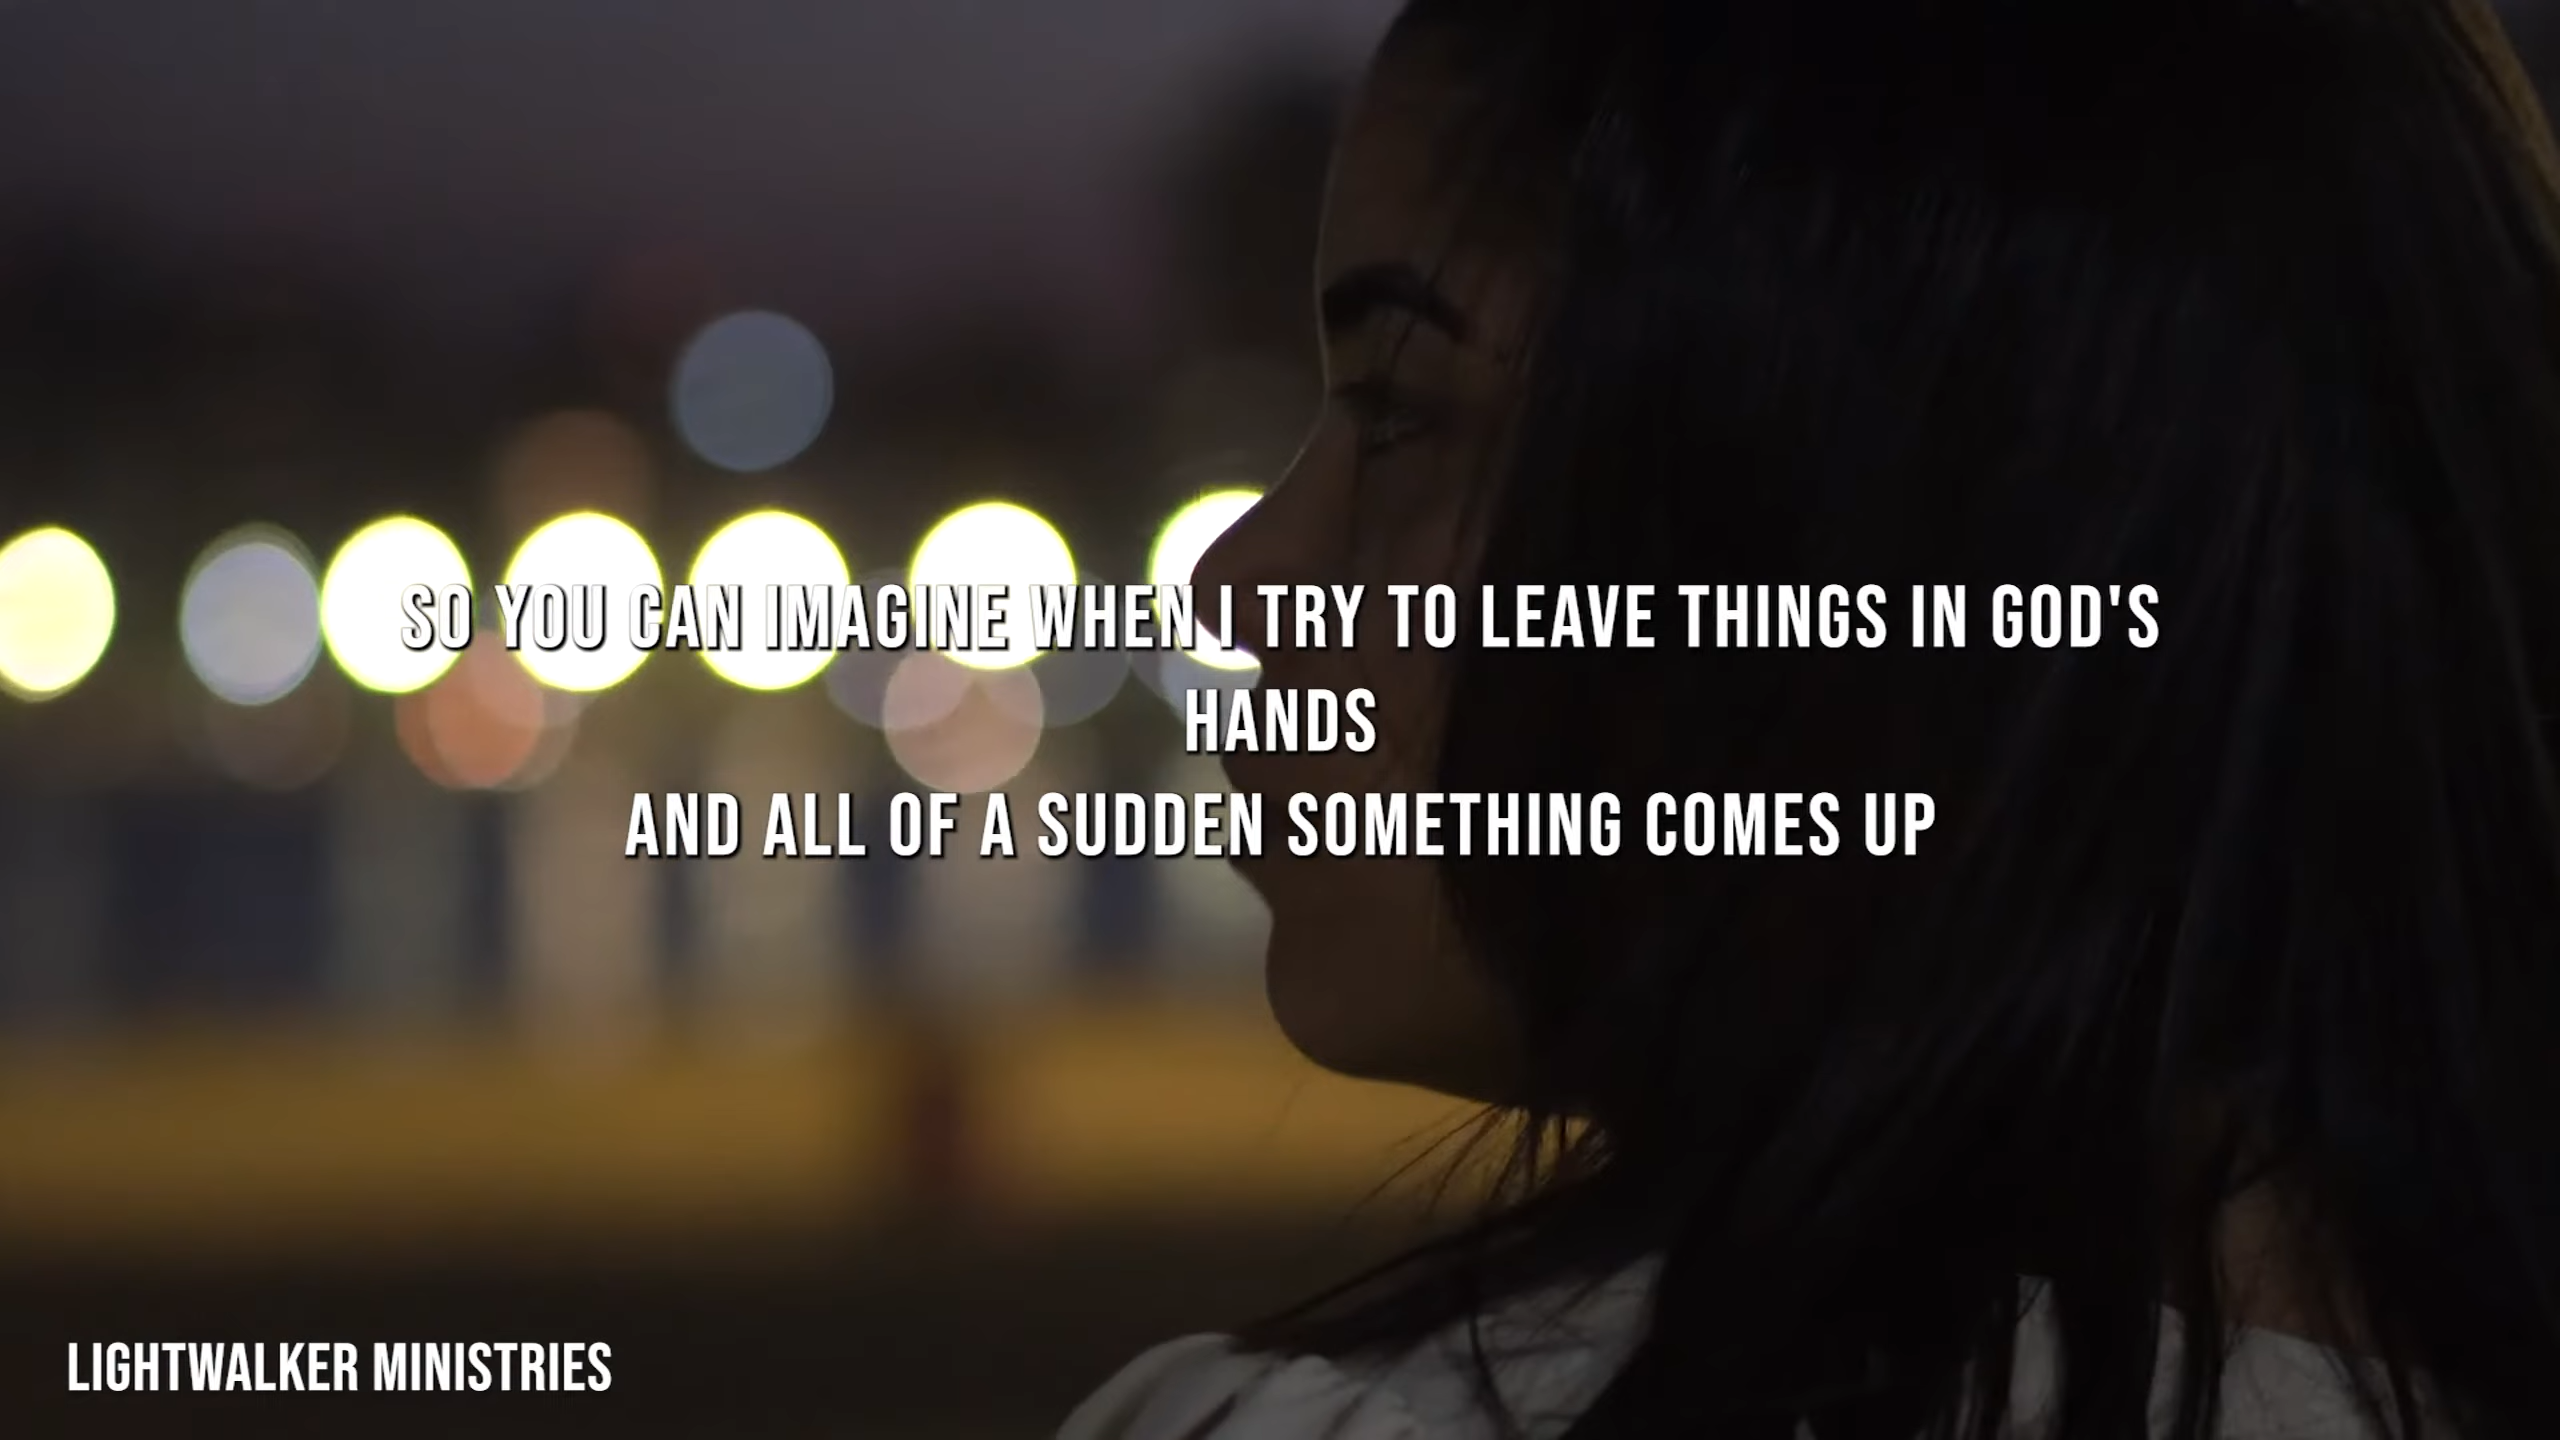 SO YOU CAN IMAGINE WHEN I TRY TO LEAVE THINGS IN GOD'S
HANDS
AND ALL OF A SUDDEN SOMETHING COMES UP
LIGHTWALKER MINISTRIES